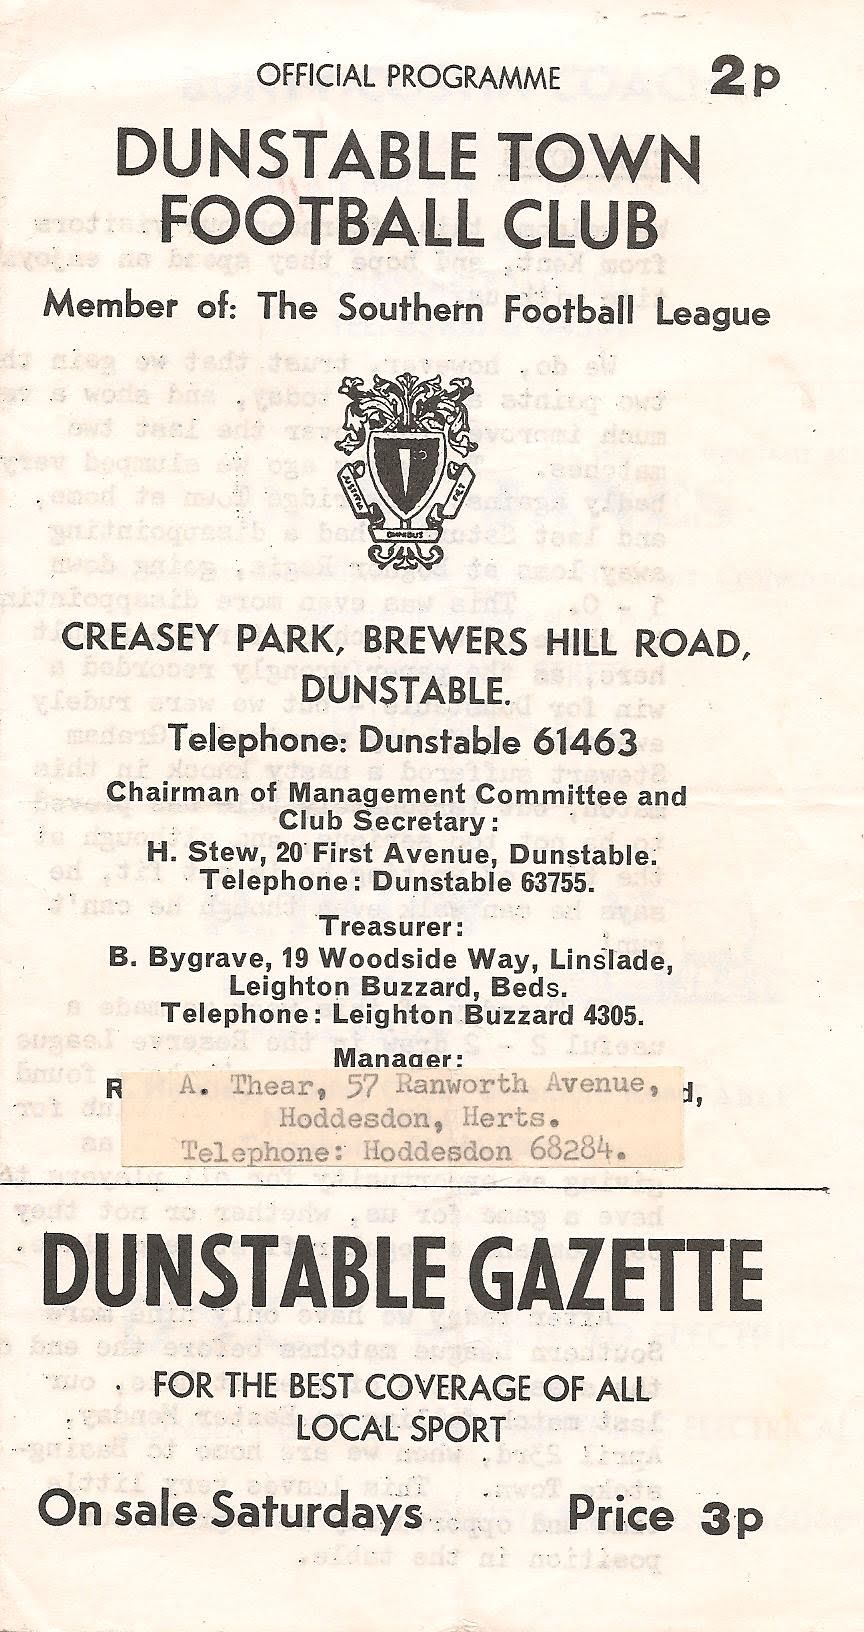 OFFICIAL PROGRAMME 2p
DUNSTABLE TOWN
FOOTBALL CLUB
Member of: The Southern Football League
JUSTITIA OMNIBUS FIET
CREASEY PARK, BREWERS HILL ROAD,
DUNSTABLE.
Telephone: Dunstable 61463
Chairman of Management Committee and
Club Secretary:
H. Stew, 20 First Avenue, Dunstable.
Telephone: Dunstable 63755.
Treasurer:
B. Bygrave, 19 Woodside Way, Linslade,
Leighton Buzzard, Beds.
Telephone: Leighton Buzzard 4305.
Manager:
A. Thear, 57 Ranworth Avenue,
Hoddesdon, Herts.
Telephone: Hoddesdon 68284.
DUNSTABLE GAZETTE
FOR THE BEST COVERAGE OF ALL
LOCAL SPORT
On sale Saturdays Price 3p